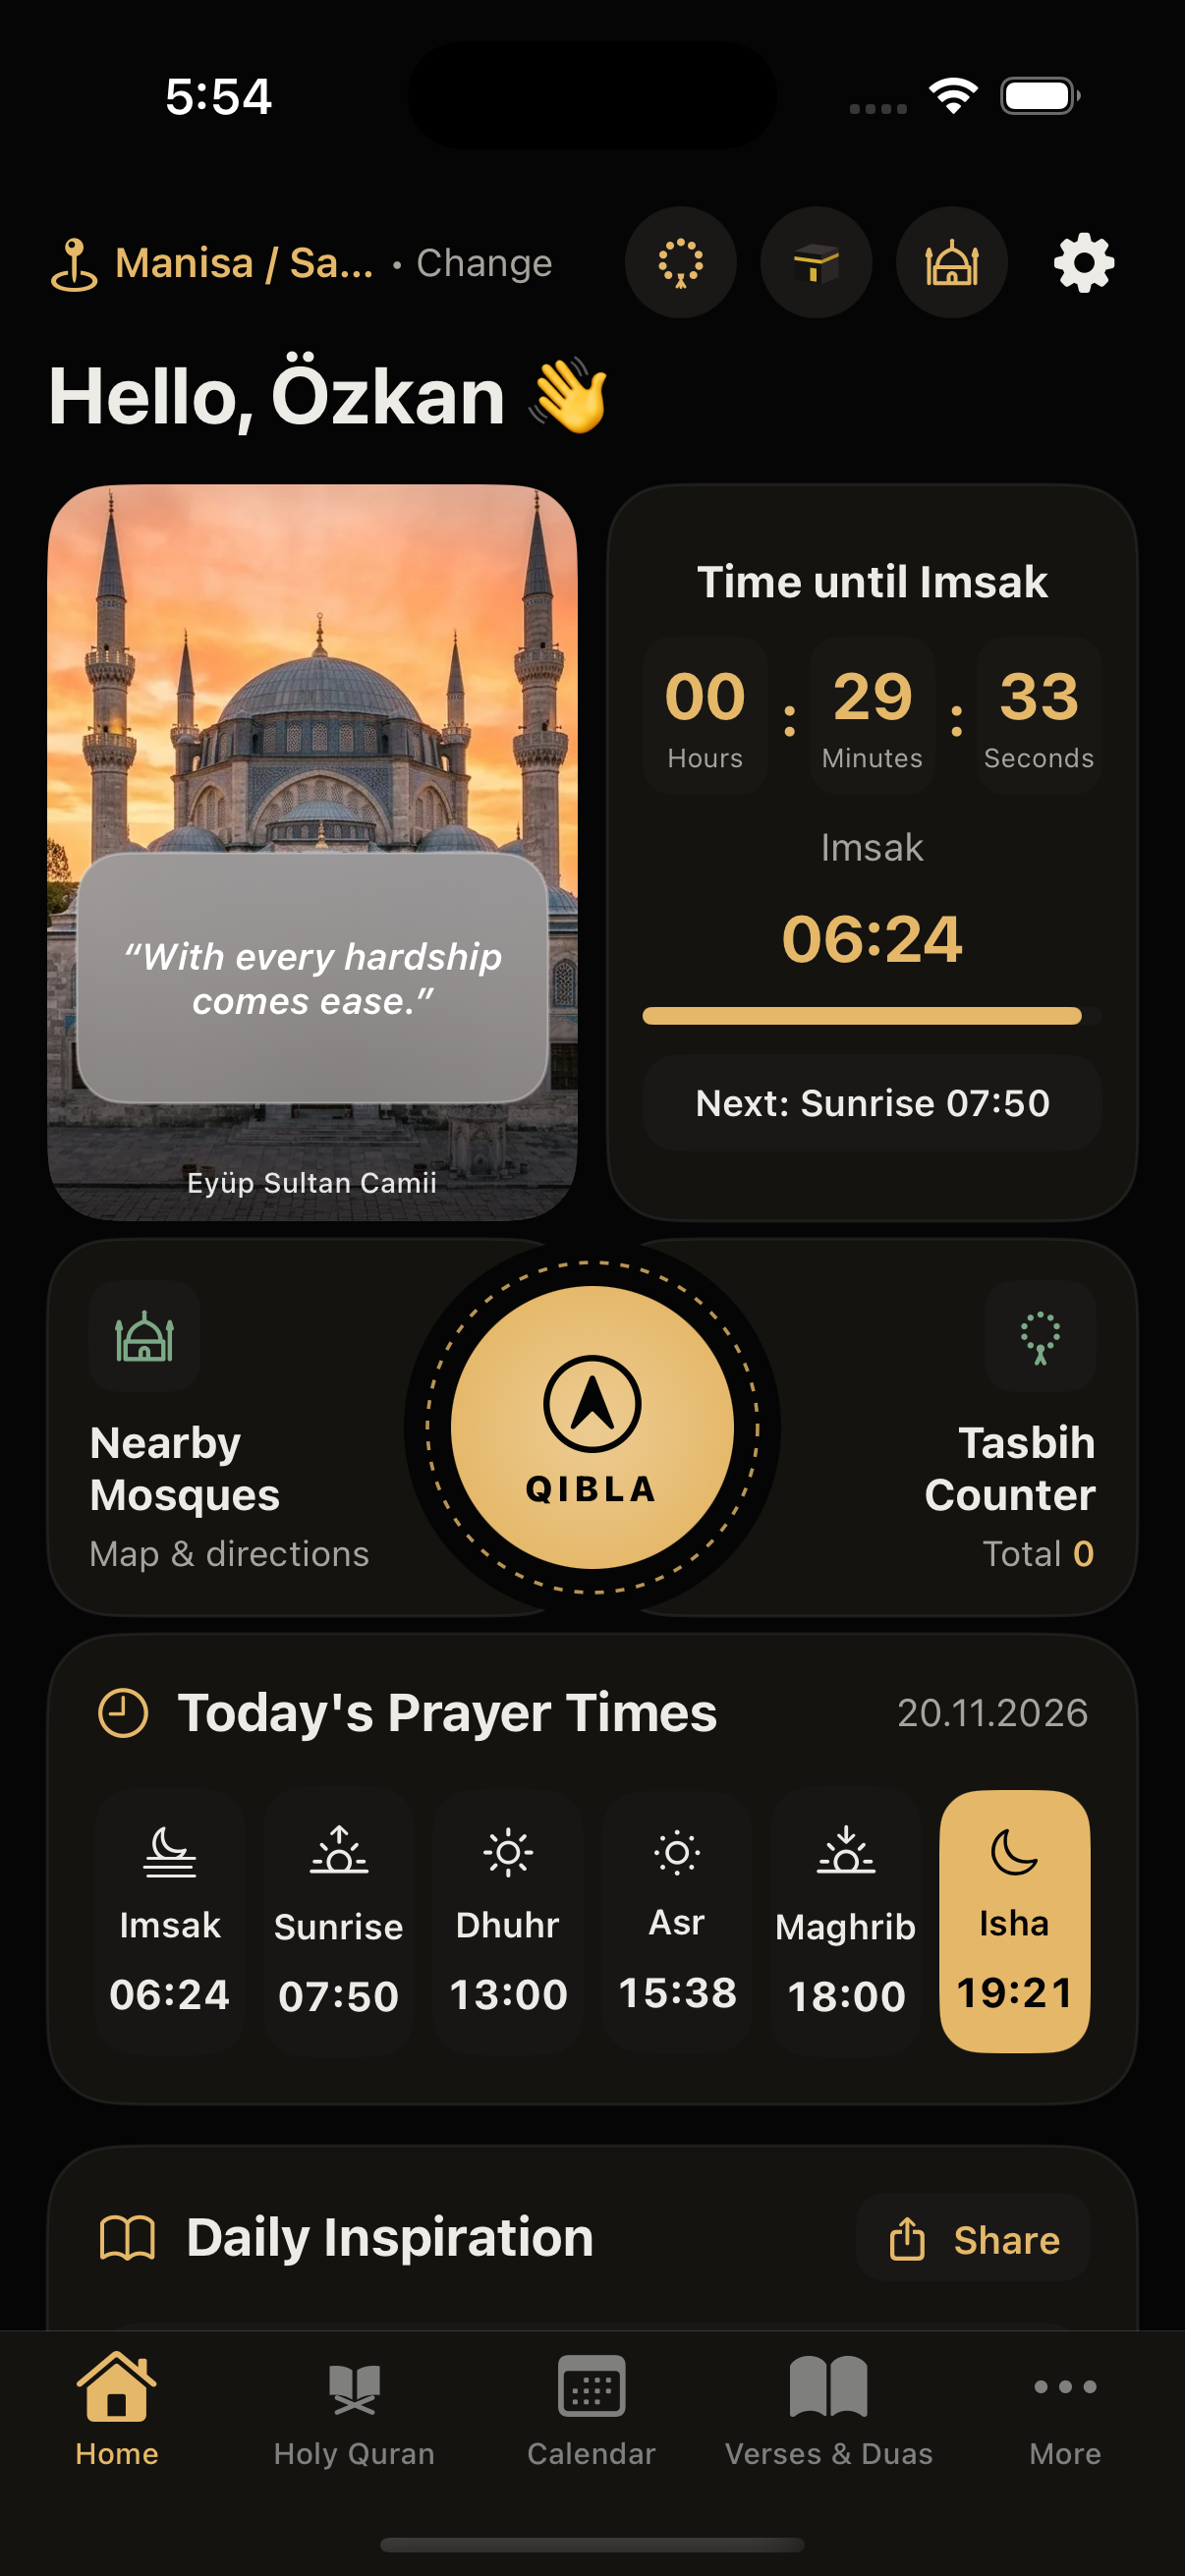 5:54
Manisa / Sa... • Change
Hello, Özkan 👋
“With every hardship
comes ease.”
Eyüp Sultan Camii
Time until Imsak
00 : 29 : 33
Hours Minutes Seconds
Imsak
06:24
Next: Sunrise 07:50
Nearby
Mosques
Map & directions
QIBLA
Tasbih
Counter
Total 0
Today's Prayer Times 20.11.2026
Imsak Sunrise Dhuhr Asr Maghrib Isha
06:24 07:50 13:00 15:38 18:00 19:21
Daily Inspiration Share
Home Holy Quran Calendar Verses & Duas More